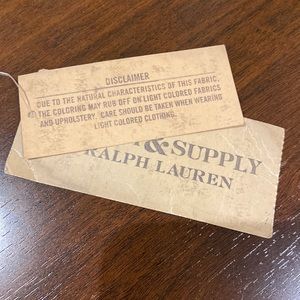 DISCLAIMER
DUE TO THE NATURAL CHARACTERISTICS OF THIS FABRIC,
THE COLORING MAY RUB OFF ON LIGHT COLORED FABRICS
AND UPHOLSTERY. CARE SHOULD BE TAKEN WHEN WEARING
LIGHT COLORED CLOTHING.
& SUPPLY
RALPH LAUREN